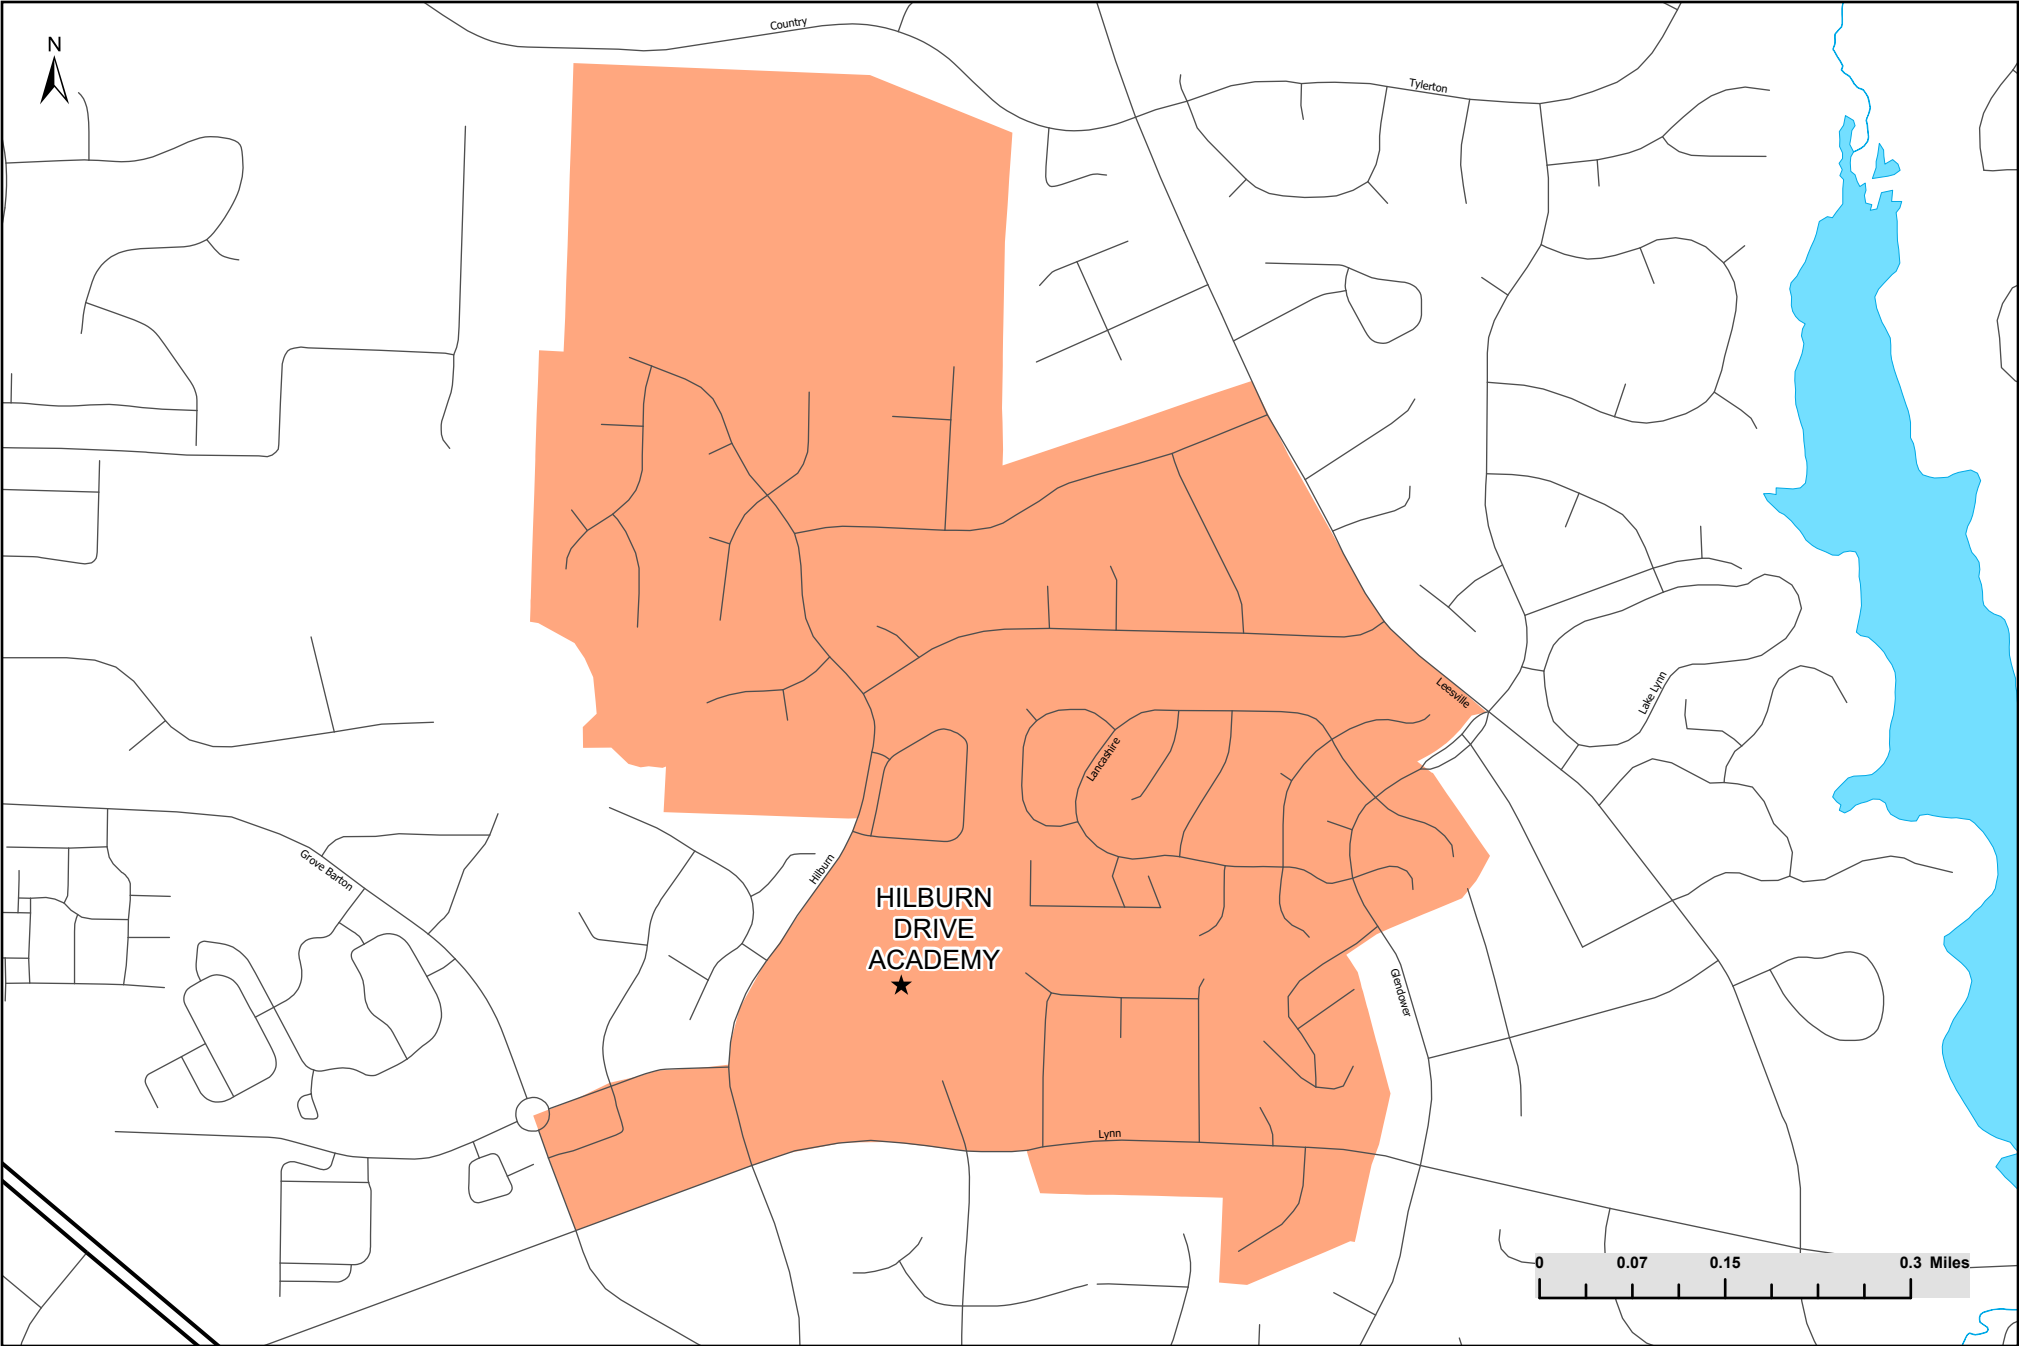 Country
N
Tylerton
Leesville
Lake Lynn
Lancashire
Grove Barton
Hilburn
HILBURN
DRIVE
ACADEMY
Glendower
Lynn
0 0.07 0.15 0.3 Miles